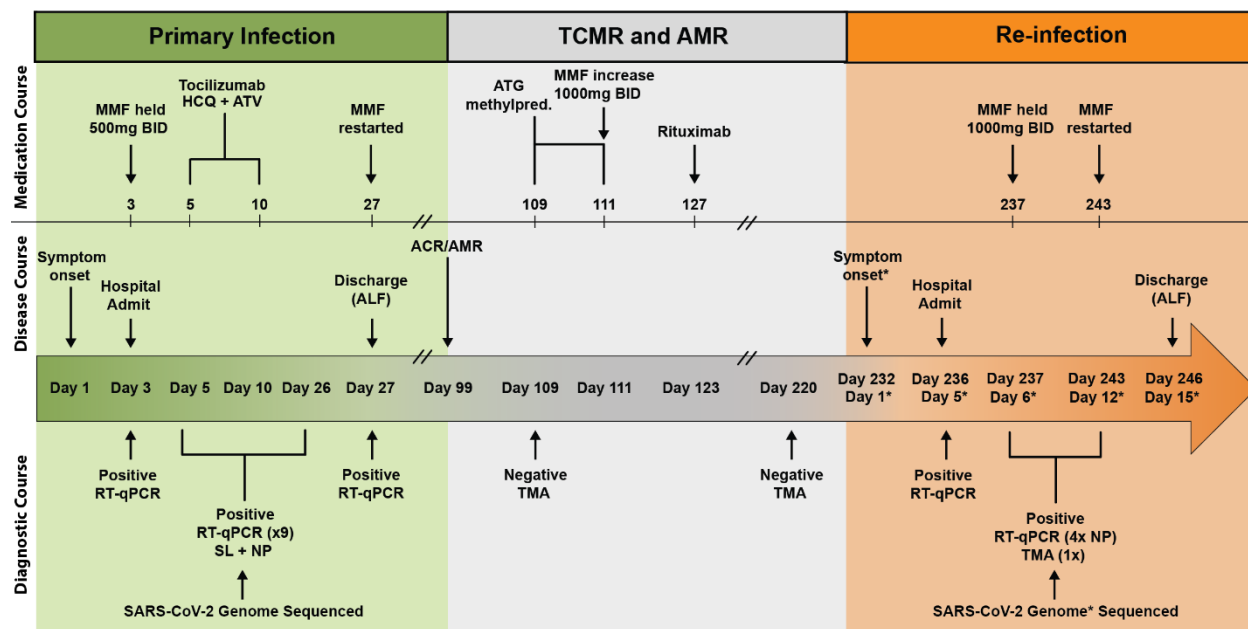 Primary Infection
TCMR and AMR
Re-infection
Medication Course
MMF held
500mg BID
Tocilizumab
HCQ + ATV
MMF
restarted
ATG
methylpred.
MMF increase
1000mg BID
Rituximab
MMF held
1000mg BID
MMF
restarted
3
5
10
27
109
111
127
237
243
Disease Course
Symptom
onset
Hospital
Admit
Discharge
(ALF)
ACR/AMR
Symptom
onset*
Hospital
Admit
Discharge
(ALF)
Day 1
Day 3
Day 5
Day 10
Day 26
Day 27
Day 99
Day 109
Day 111
Day 123
Day 220
Day 232
Day 1*
Day 236
Day 5*
Day 237
Day 6*
Day 243
Day 12*
Day 246
Day 15*
Diagnostic Course
Positive
RT-qPCR
Positive
RT-qPCR (x9)
SL + NP
SARS-CoV-2 Genome Sequenced
Positive
RT-qPCR
Negative
TMA
Negative
TMA
Positive
RT-qPCR
Positive
RT-qPCR (4x NP)
TMA (1x)
SARS-CoV-2 Genome* Sequenced